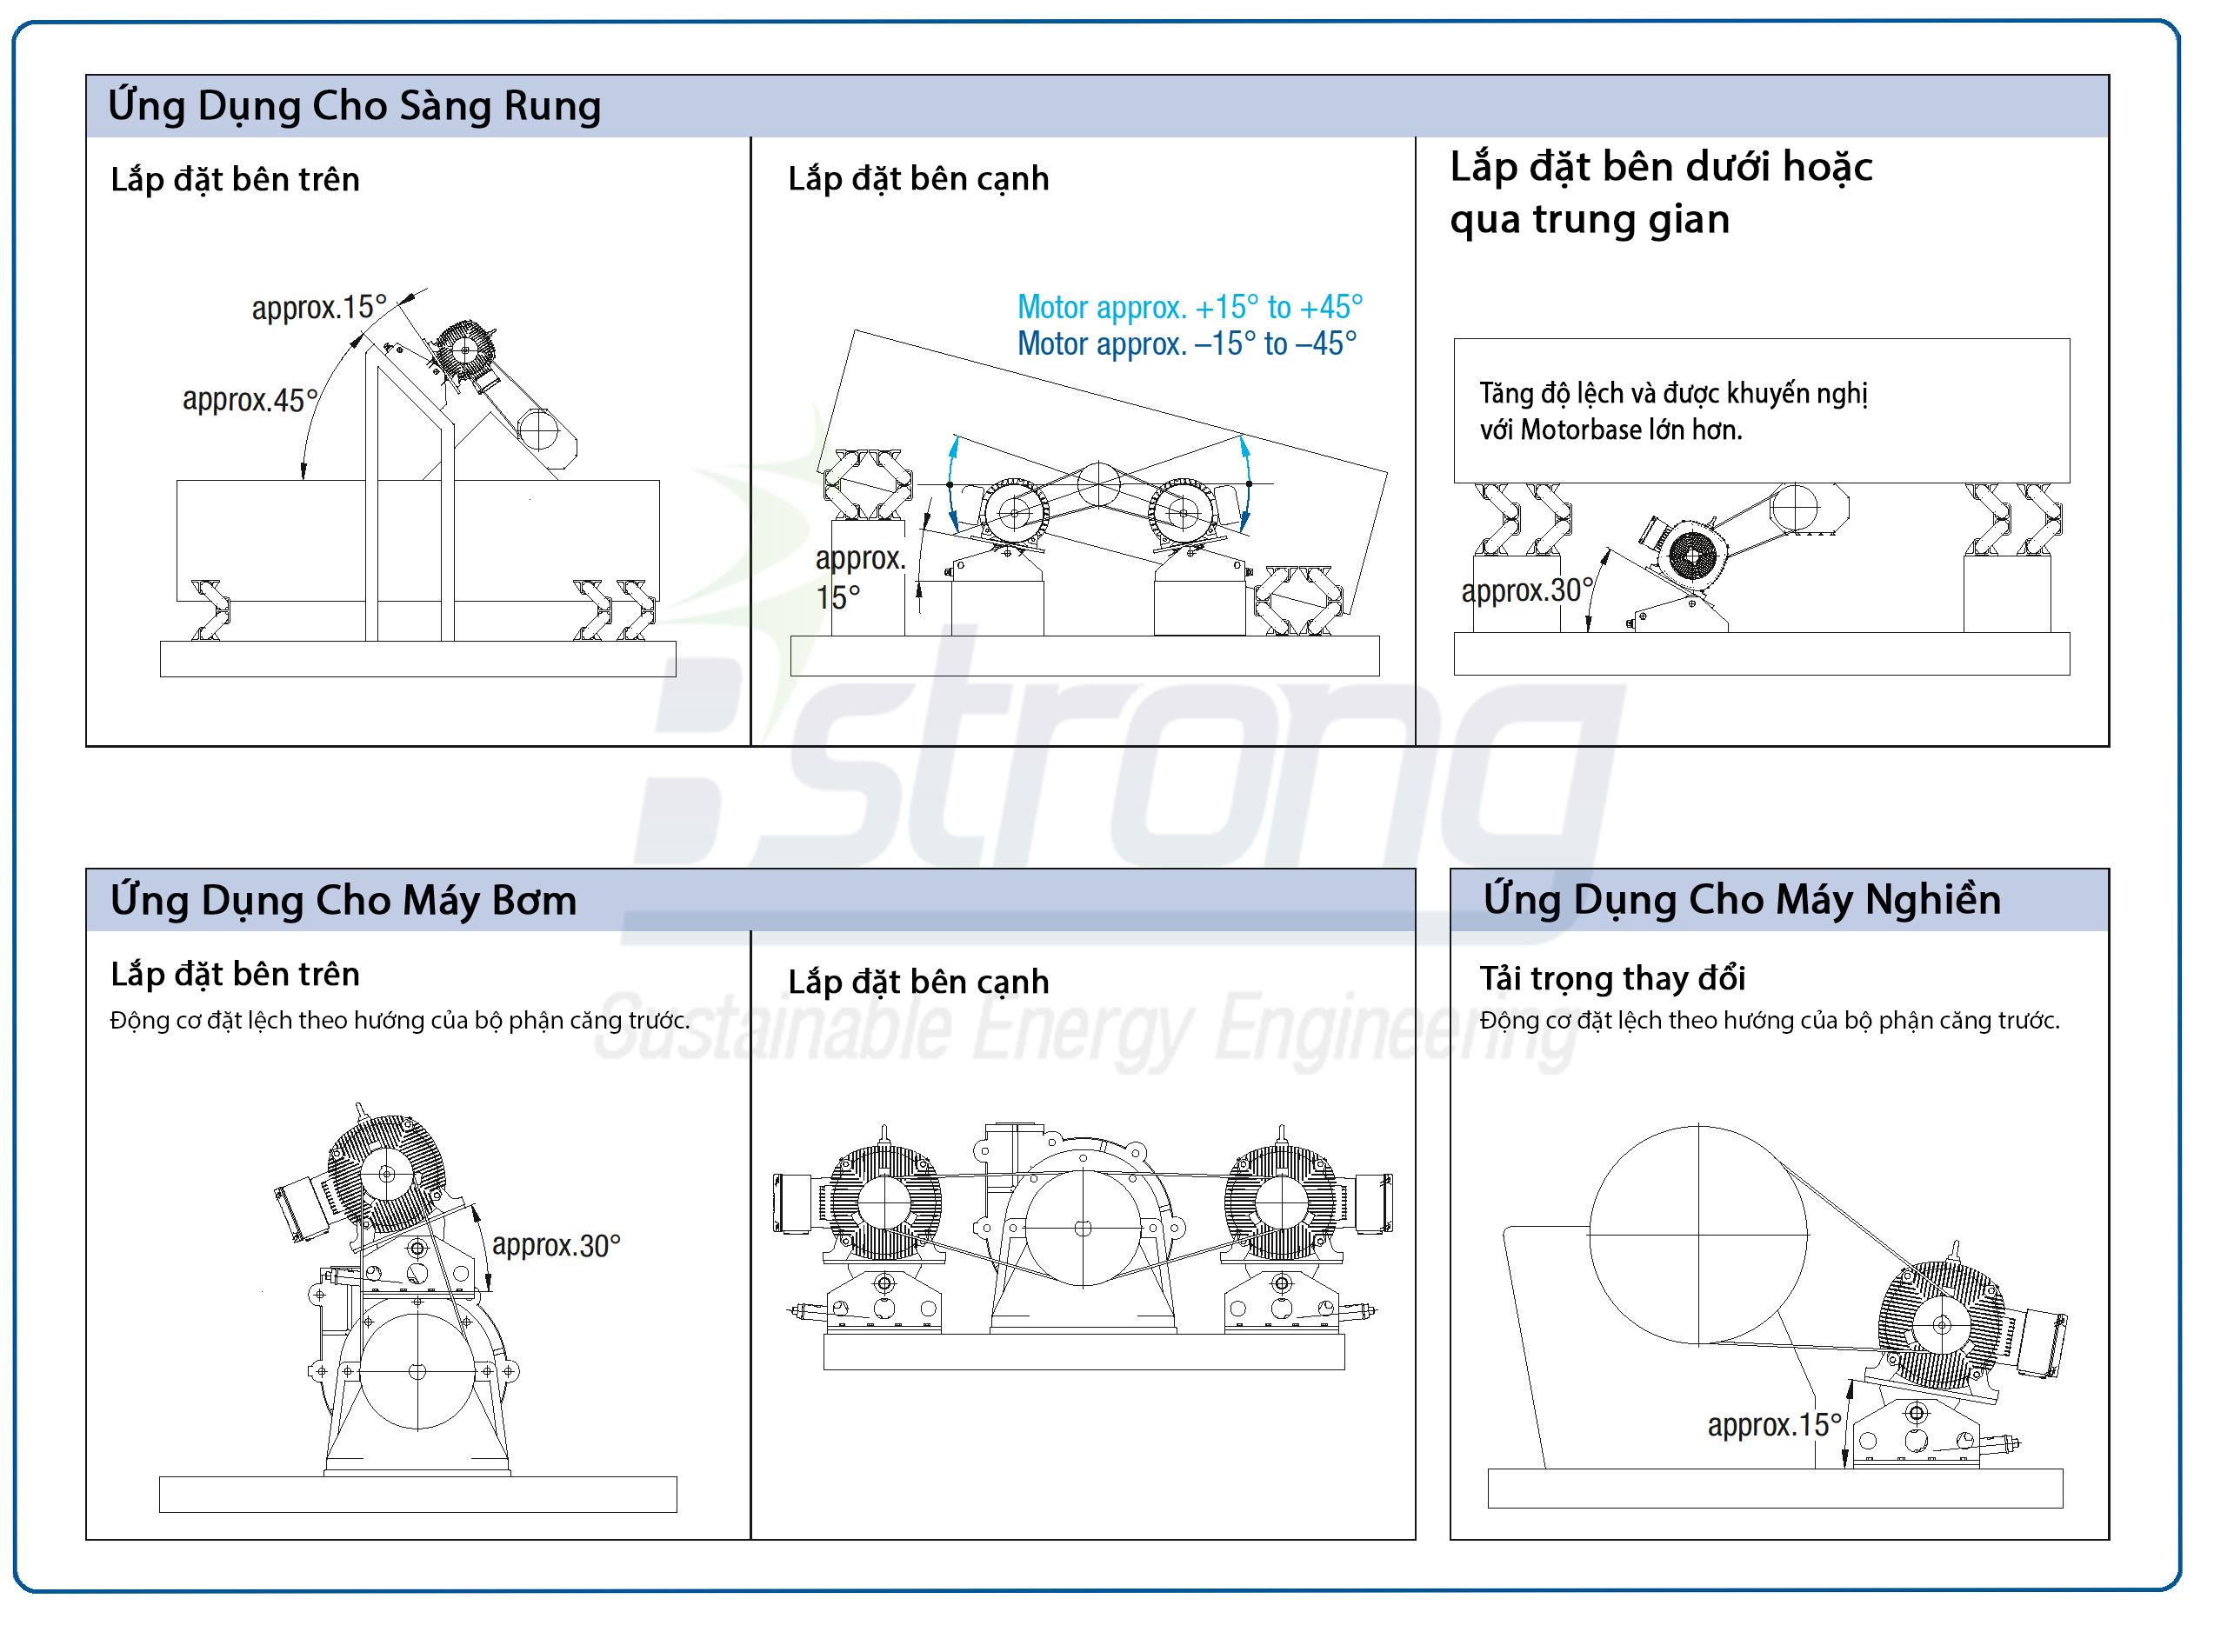 Ứng Dụng Cho Sàng Rung
Lắp đặt bên trên
approx.15°
approx.45°
Lắp đặt bên cạnh
Motor approx. +15° to +45°
Motor approx. –15° to –45°
approx.
15°
Lắp đặt bên dưới hoặc
qua trung gian
Tăng độ lệch và được khuyến nghị
với Motorbase lớn hơn.
approx.30°
strong
Sustainable Energy Engineering
Ứng Dụng Cho Máy Bơm
Lắp đặt bên trên
Động cơ đặt lệch theo hướng của bộ phận căng trước.
approx.30°
Lắp đặt bên cạnh
Ứng Dụng Cho Máy Nghiền
Tải trọng thay đổi
Động cơ đặt lệch theo hướng của bộ phận căng trước.
approx.15°